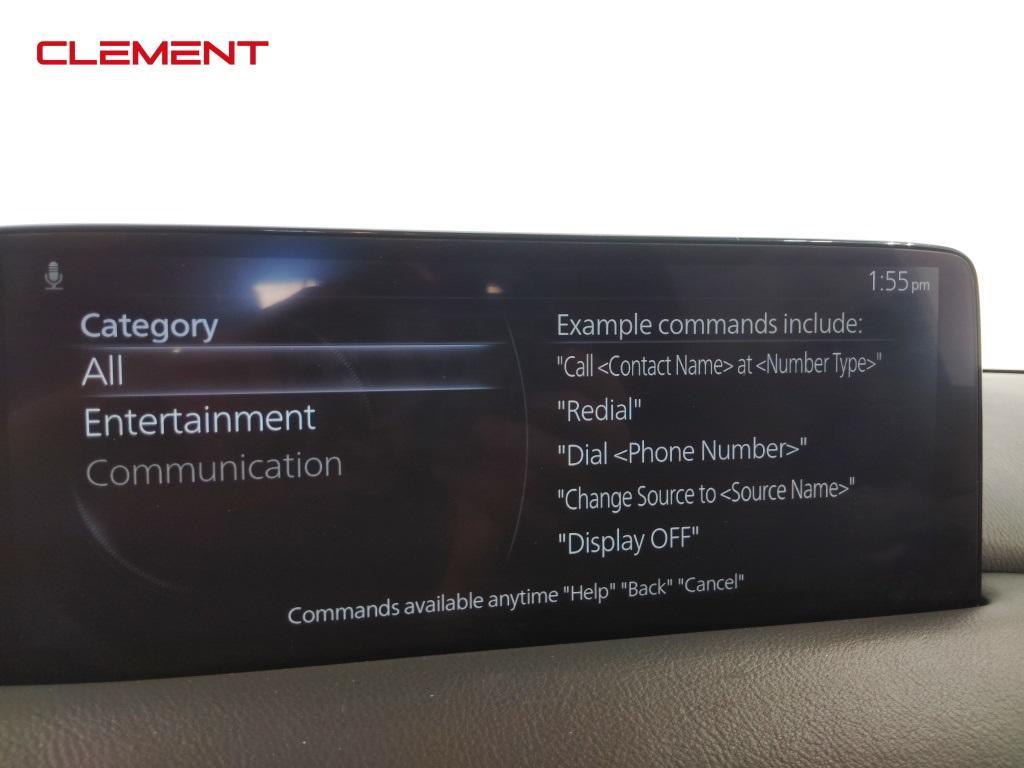 CLEMENT
1:55pm
Category
All
Entertainment
Communication
Example commands include:
"Call <Contact Name> at <Number Type>"
"Redial"
"Dial <Phone Number>"
"Change Source to <Source Name>"
"Display OFF"
Commands available anytime "Help" "Back" "Cancel"